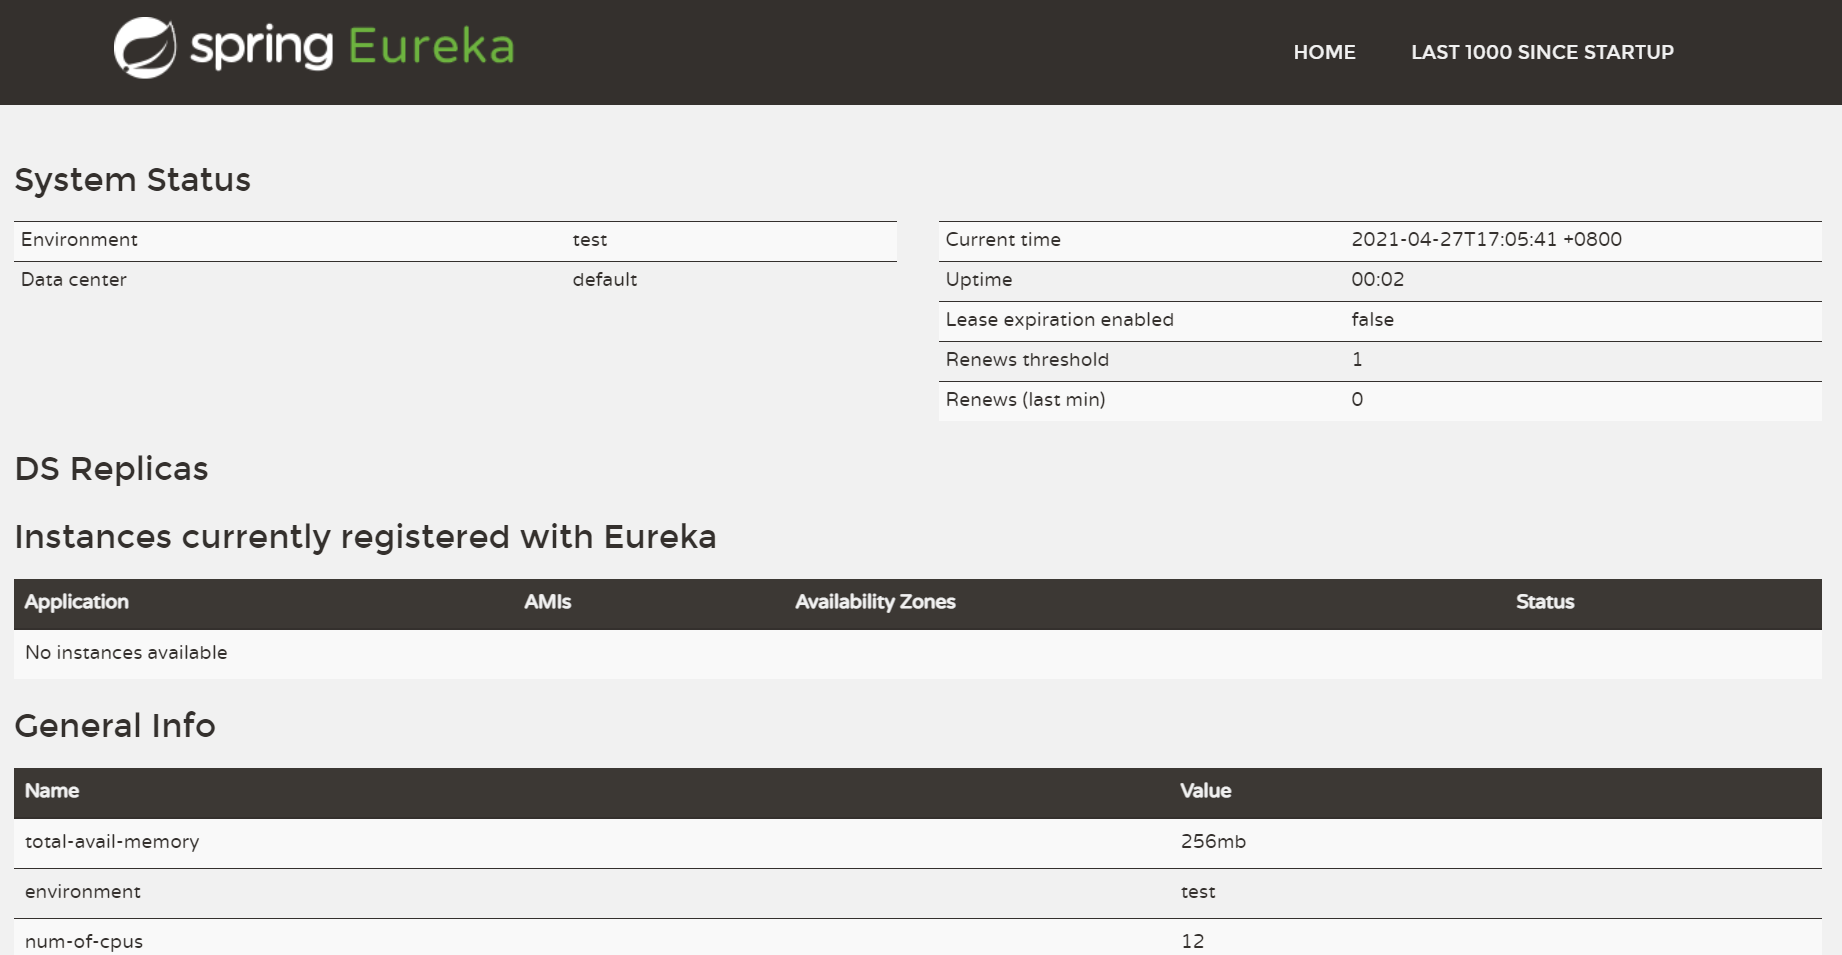 spring Eureka
HOME LAST 1000 SINCE STARTUP
System Status
Environment test
Data center default
Current time 2021-04-27T17:05:41 +0800
Uptime 00:02
Lease expiration enabled false
Renews threshold 1
Renews (last min) 0
DS Replicas
Instances currently registered with Eureka
Application AMIs Availability Zones Status
No instances available
General Info
Name Value
total-avail-memory 256mb
environment test
num-of-cpus 12